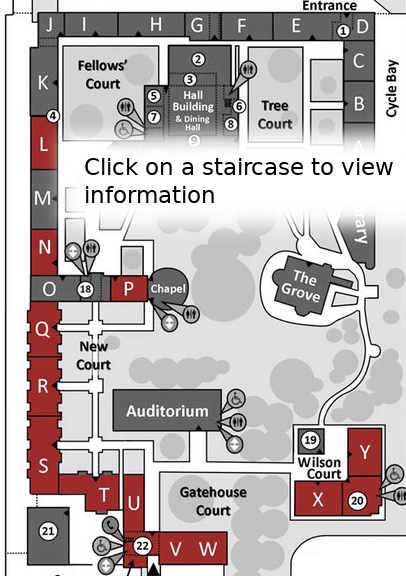 Entrance
J I H G F E 1 D
2
Fellows'
Court
3
C
K
5
Hall
Building
& Dining
Hall
6
Tree
Court
B
Cycle Bay
7
8
4
9
L
A
Click on a staircase to view
information
M
rary
N
The
Grove
O 18 P Chapel
Q
New
Court
R
Auditorium
19
Y
S
Wilson
Court
T U
Gatehouse
Court
X 20
21
22 V W